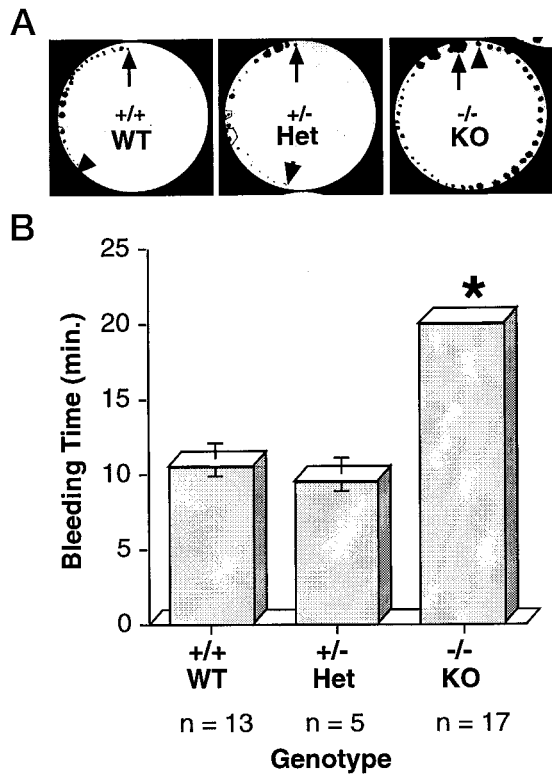 A
+/+
WT
+/-
Het
-/-
KO
B
Bleeding Time (min.)
25
20
15
10
5
0
*
+/+
WT
+/-
Het
-/-
KO
n = 13
n = 5
n = 17
Genotype